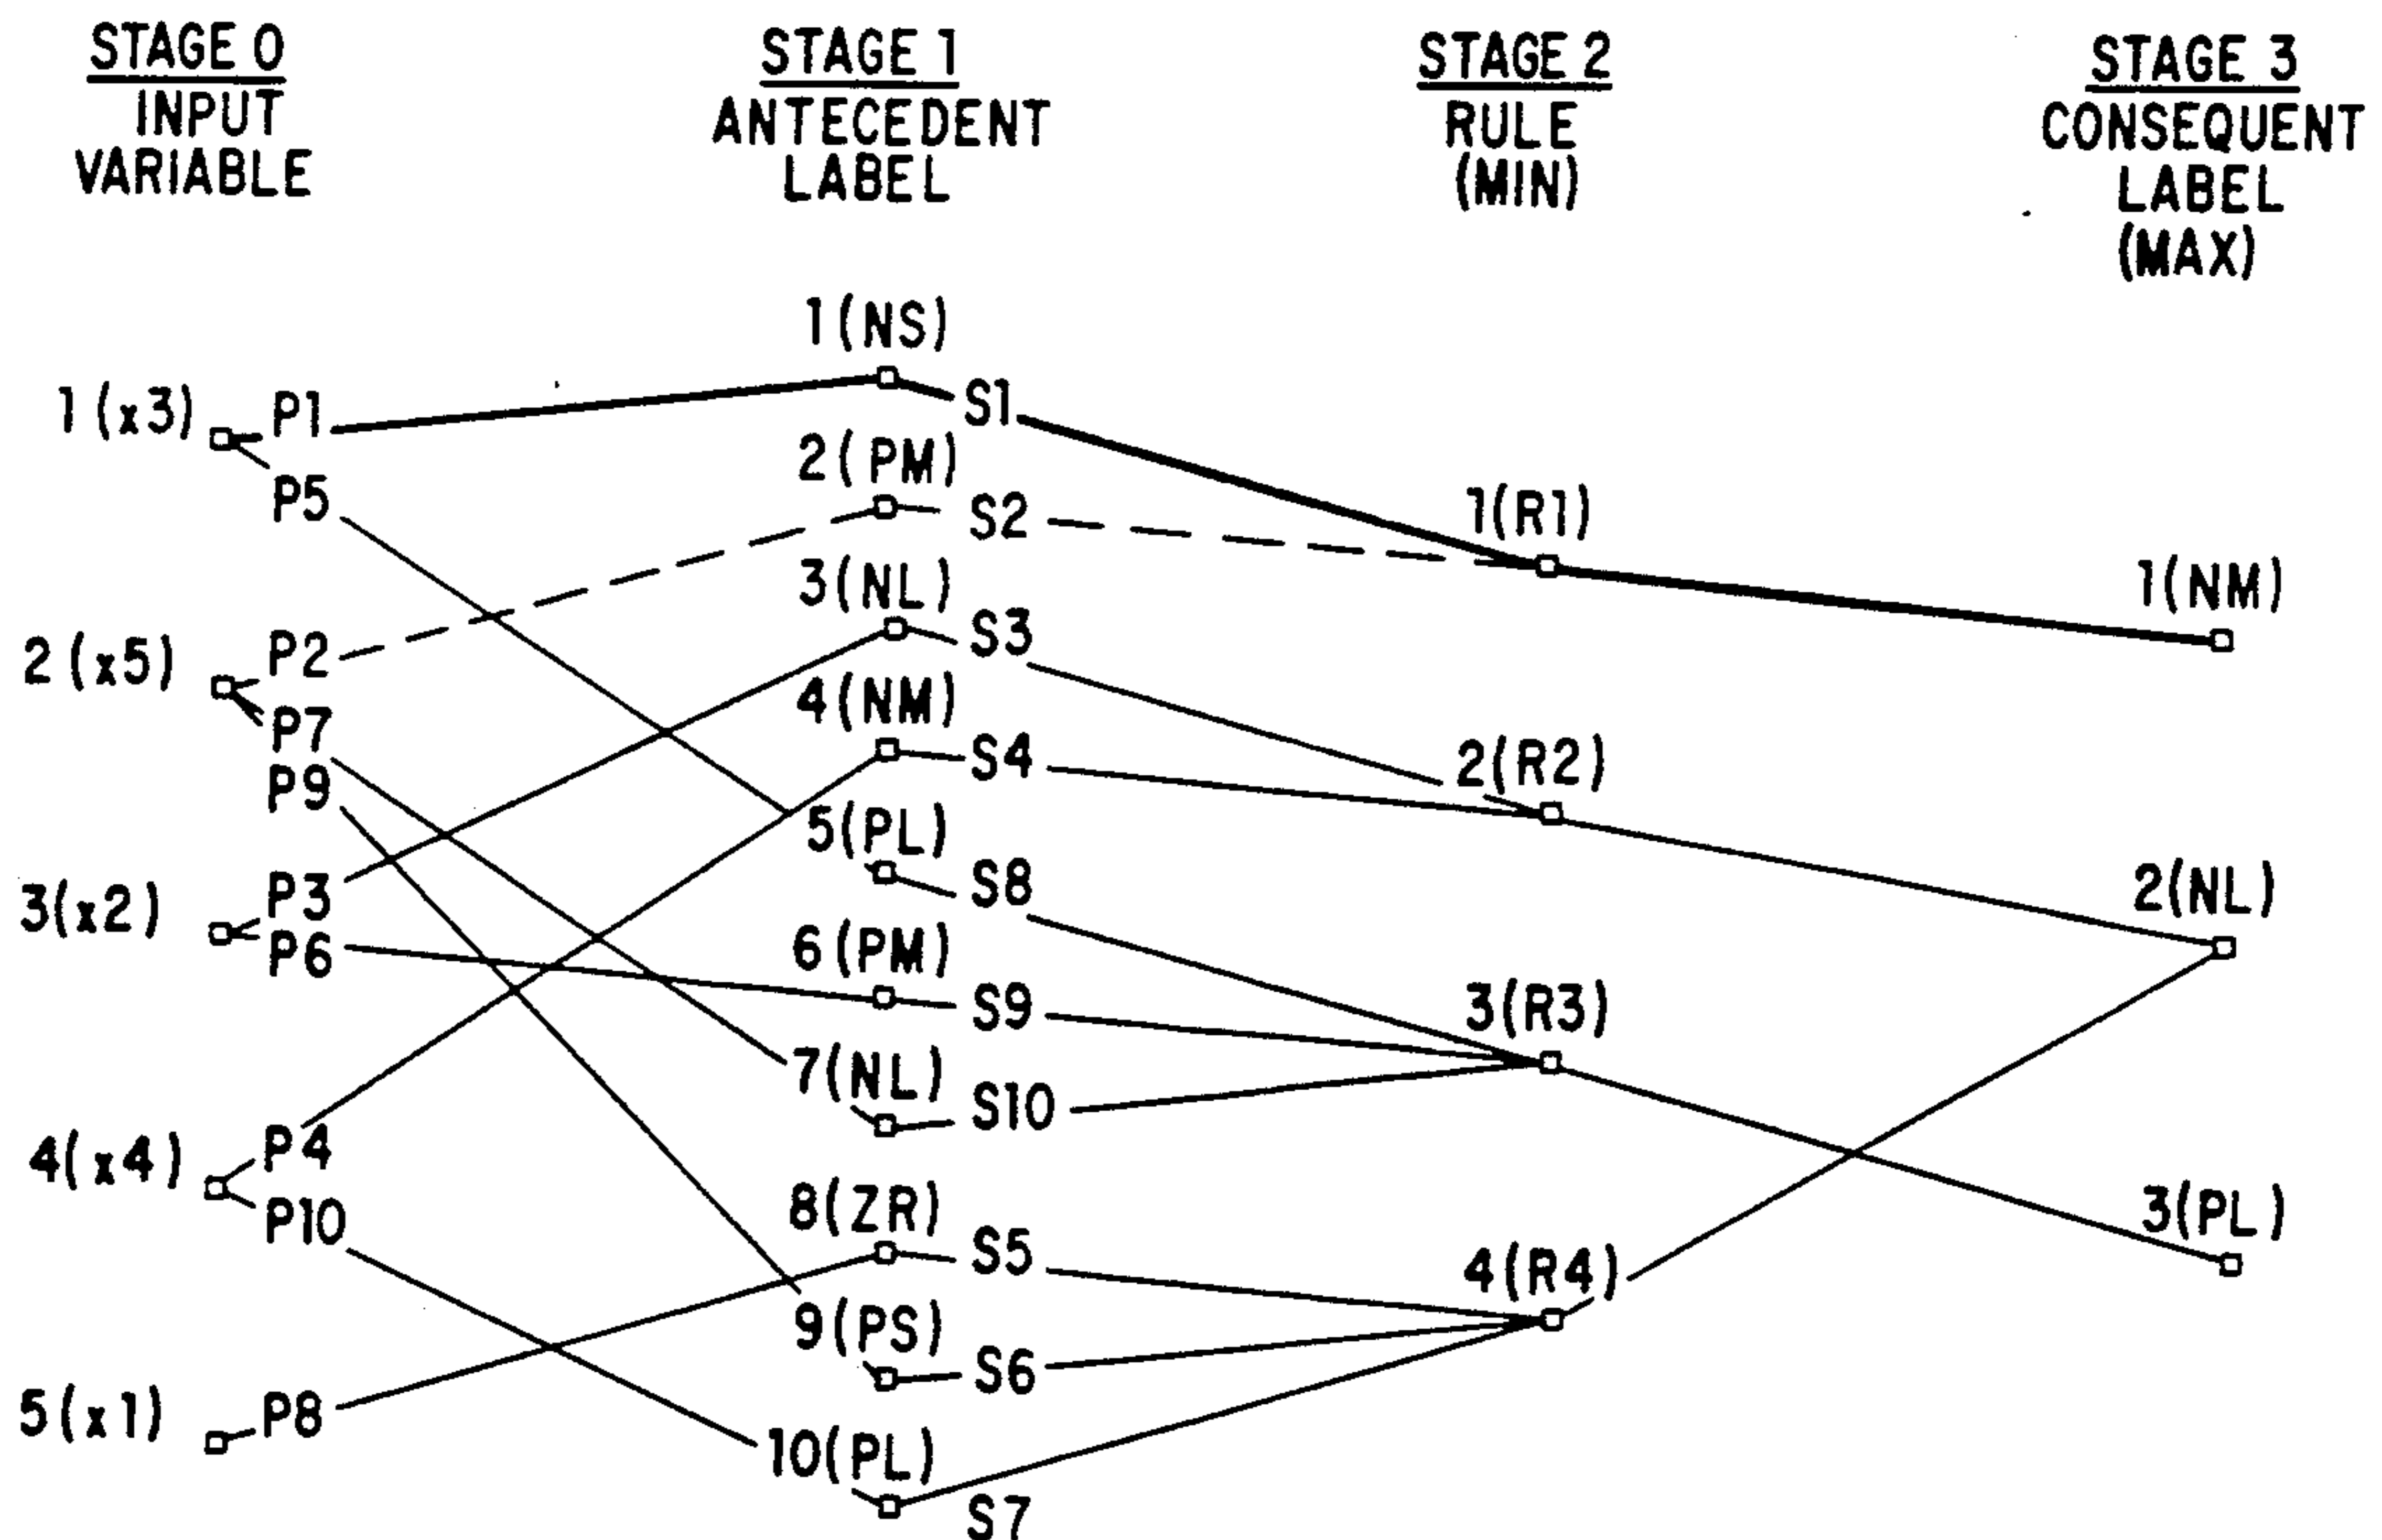 STAGE 0
INPUT
VARIABLE
STAGE 1
ANTECEDENT
LABEL
STAGE 2
RULE
(MIN)
STAGE 3
CONSEQUENT
LABEL
(MAX)
1(x3)
P1
P5
2(x5)
P2
P7
P9
3(x2)
P3
P6
4(x4)
P4
P10
5(x1)
P8
1(NS)
S1
2(PM)
S2
3(NL)
S3
4(NM)
S4
5(PL)
S8
6(PM)
S9
7(NL)
S10
8(ZR)
S5
9(PS)
S6
10(PL)
S7
1(R1)
2(R2)
3(R3)
4(R4)
1(NM)
2(NL)
3(PL)